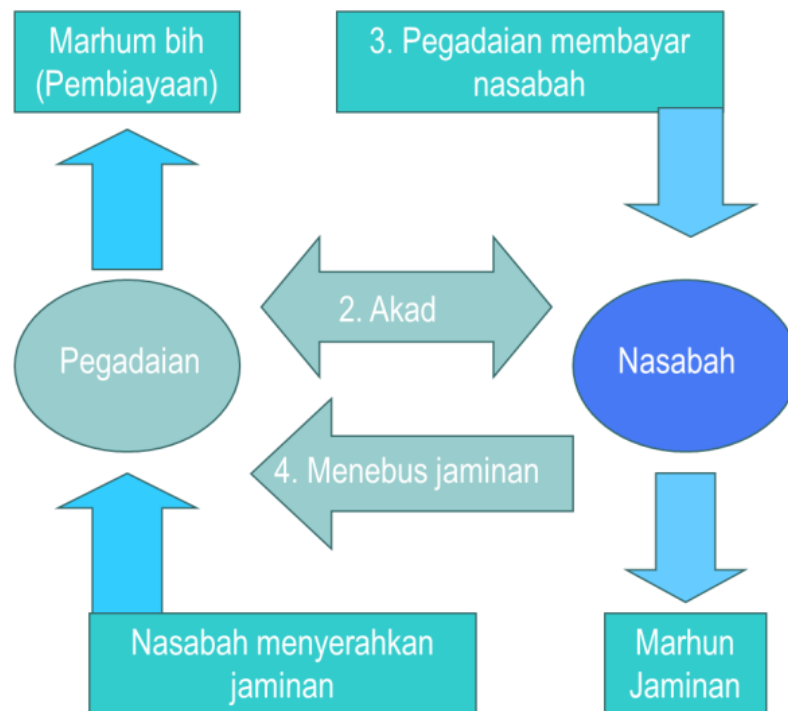 Marhum bih
(Pembiayaan)
3. Pegadaian membayar
nasabah
2. Akad
Pegadaian
Nasabah
4. Menebus jaminan
Nasabah menyerahkan
jaminan
Marhun
Jaminan